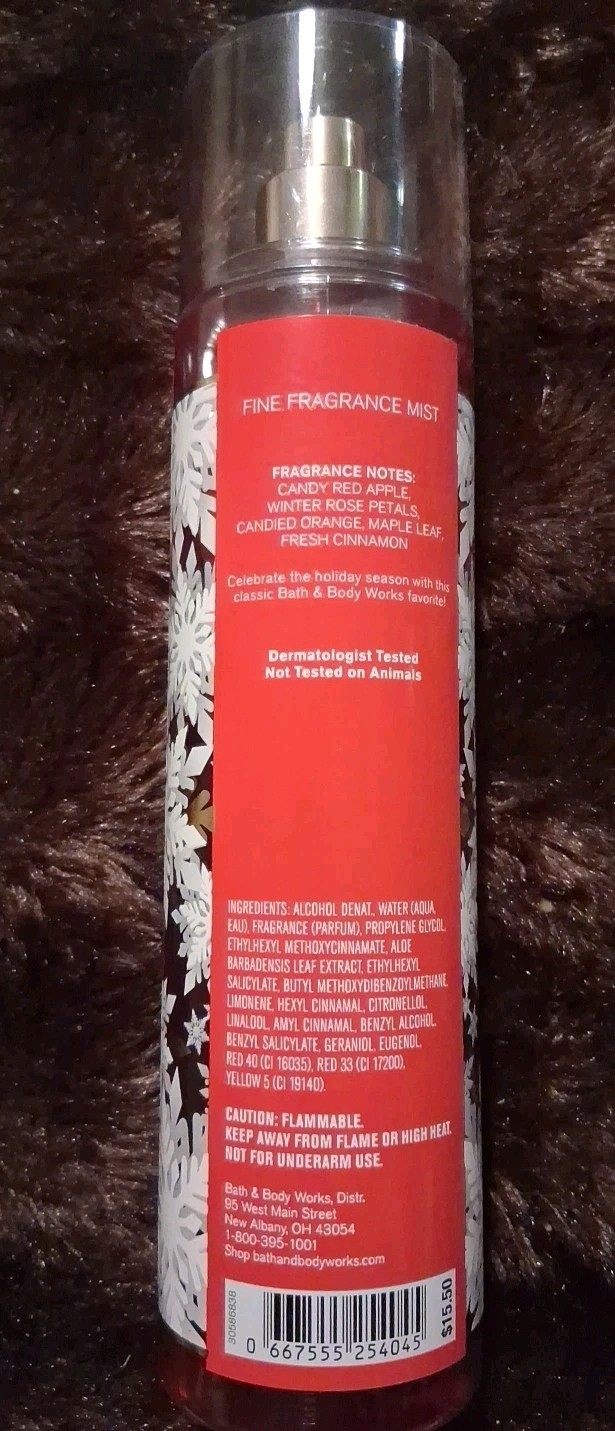 FINE FRAGRANCE MIST
FRAGRANCE NOTES:
CANDY RED APPLE,
WINTER ROSE PETALS,
CANDIED ORANGE, MAPLE LEAF,
FRESH CINNAMON
Celebrate the holiday season with this
classic Bath & Body Works favorite!
Dermatologist Tested
Not Tested on Animals
INGREDIENTS: ALCOHOL DENAT., WATER (AQUA,
EAU), FRAGRANCE (PARFUM), PROPYLENE GLYCOL,
ETHYLHEXYL METHOXYCINNAMATE, ALOE
BARBADENSIS LEAF EXTRACT, ETHYLHEXYL
SALICYLATE, BUTYL METHOXYDIBENZOYLMETHANE,
LIMONENE, HEXYL CINNAMAL, CITRONELLOL,
LINALOOL, AMYL CINNAMAL, BENZYL ALCOHOL,
BENZYL SALICYLATE, GERANIOL, EUGENOL,
RED 40 (CI 16035), RED 33 (CI 17200),
YELLOW 5 (CI 19140).
CAUTION: FLAMMABLE.
KEEP AWAY FROM FLAME OR HIGH HEAT.
NOT FOR UNDERARM USE.
Bath & Body Works, Distr.
95 West Main Street
New Albany, OH 43054
1-800-395-1001
Shop bathandbodyworks.com
30586838
0 667555 254045
$15.50